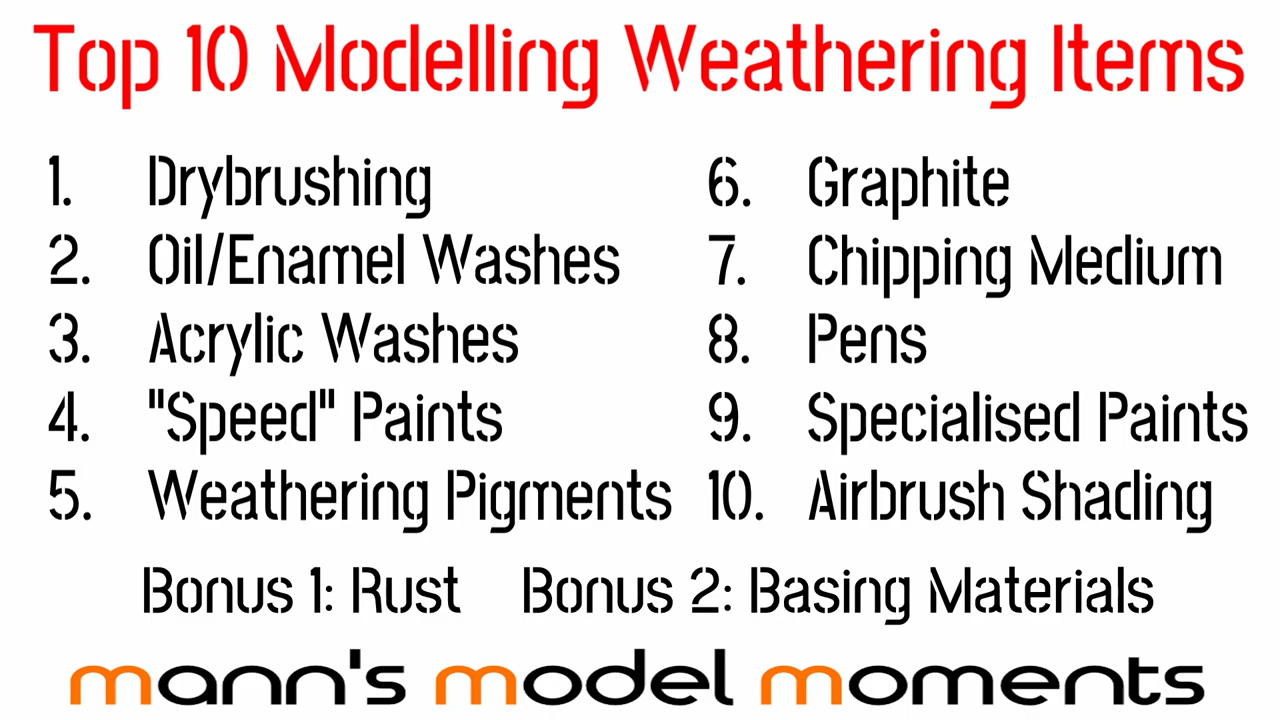 Top 10 Modelling Weathering Items
1. Drybrushing
2. Oil/Enamel Washes
3. Acrylic Washes
4. "Speed" Paints
5. Weathering Pigments
6. Graphite
7. Chipping Medium
8. Pens
9. Specialised Paints
10. Airbrush Shading
Bonus 1: Rust Bonus 2: Basing Materials
mann's model moments